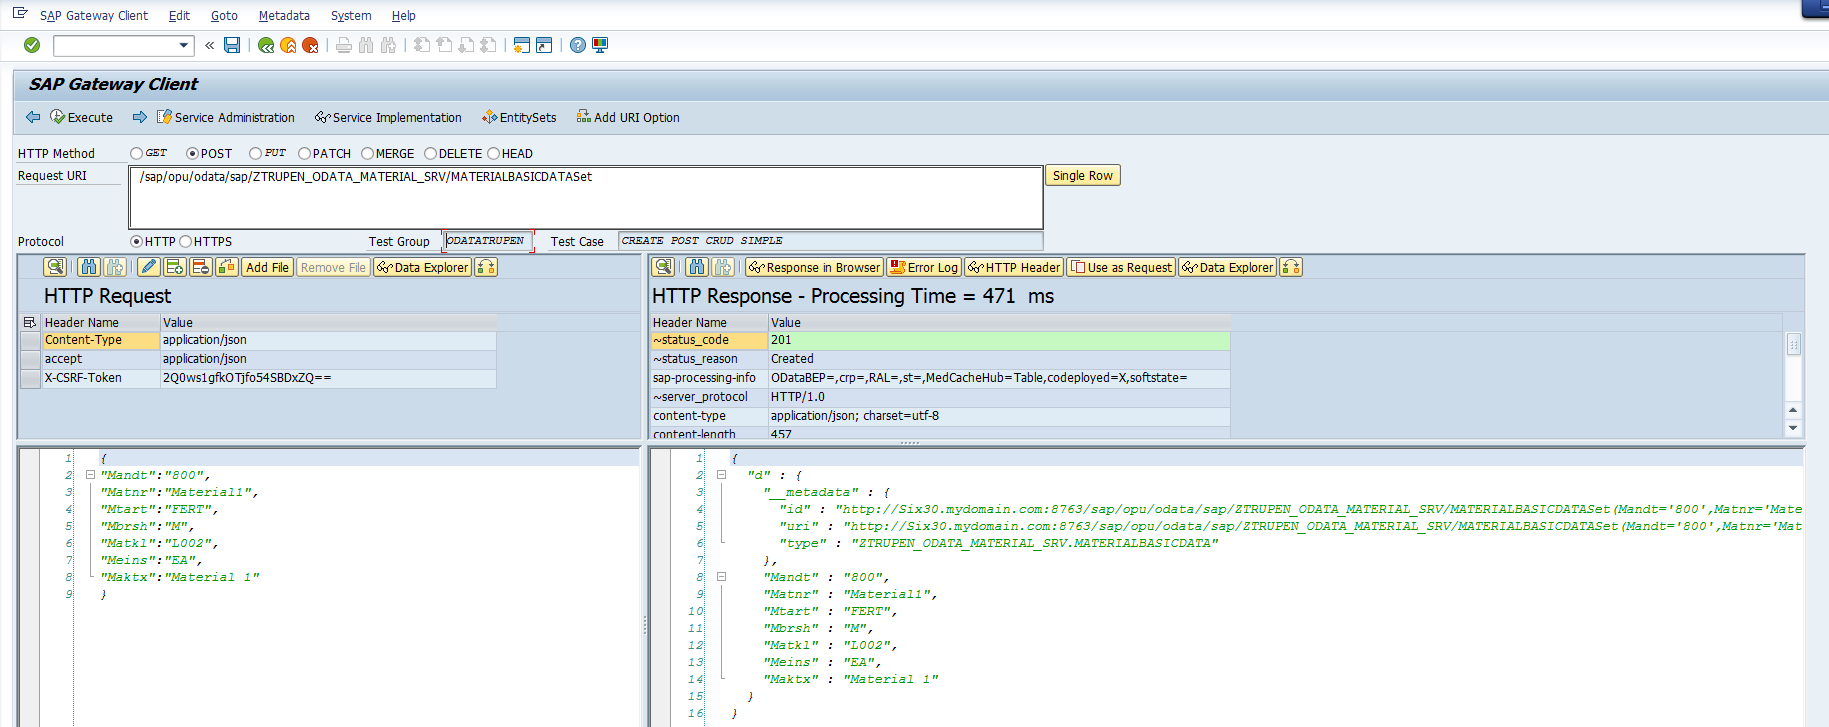 SAP Gateway Client Edit Goto Metadata System Help
SAP Gateway Client
Execute Service Administration Service Implementation EntitySets Add URI Option
HTTP Method GET POST PUT PATCH MERGE DELETE HEAD
Request URI /sap/opu/odata/sap/ZTRUPEN_ODATA_MATERIAL_SRV/MATERIALBASICDATASet Single Row
Protocol HTTP HTTPS Test Group ODATATRUPEN Test Case CREATE POST CRUD SIMPLE
Add File Remove File Data Explorer
HTTP Request
Header Name Value
Content-Type application/json
accept application/json
X-CSRF-Token 2Q0ws1gfkOTjfo54SBDxZQ==
Response in Browser Error Log HTTP Header Use as Request Data Explorer
HTTP Response - Processing Time = 471 ms
Header Name Value
~status_code 201
~status_reason Created
sap-processing-info ODataBEP=,crp=,RAL=,st=,MedCacheHub=Table,codeployed=X,softstate=
~server_protocol HTTP/1.0
content-type application/json; charset=utf-8
content-length 457
1 {
2 "Mandt":"800",
3 "Matnr":"Material1",
4 "Mtart":"FERT",
5 "Mbrsh":"M",
6 "Matkl":"L002",
7 "Meins":"EA",
8 "Maktx":"Material 1"
9 }
1 {
2 "d" : {
3 "__metadata" : {
4 "id" : "http://Six30.mydomain.com:8763/sap/opu/odata/sap/ZTRUPEN_ODATA_MATERIAL_SRV/MATERIALBASICDATASet(Mandt='800',Matnr='Mate
5 "uri" : "http://Six30.mydomain.com:8763/sap/opu/odata/sap/ZTRUPEN_ODATA_MATERIAL_SRV/MATERIALBASICDATASet(Mandt='800',Matnr='Mat
6 "type" : "ZTRUPEN_ODATA_MATERIAL_SRV.MATERIALBASICDATA"
7 },
8 "Mandt" : "800",
9 "Matnr" : "Material1",
10 "Mtart" : "FERT",
11 "Mbrsh" : "M",
12 "Matkl" : "L002",
13 "Meins" : "EA",
14 "Maktx" : "Material 1"
15 }
16 }